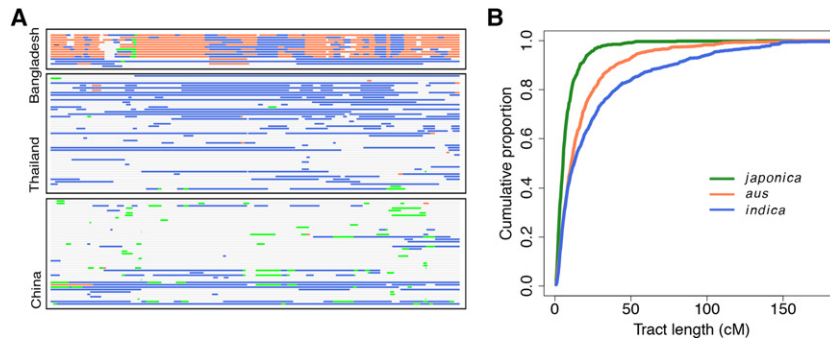 A
Bangladesh
Thailand
China
B
Cumulative proportion
1.0
0.8
0.6
0.4
0.2
0.0
japonica
aus
indica
0 50 100 150
Tract length (cM)